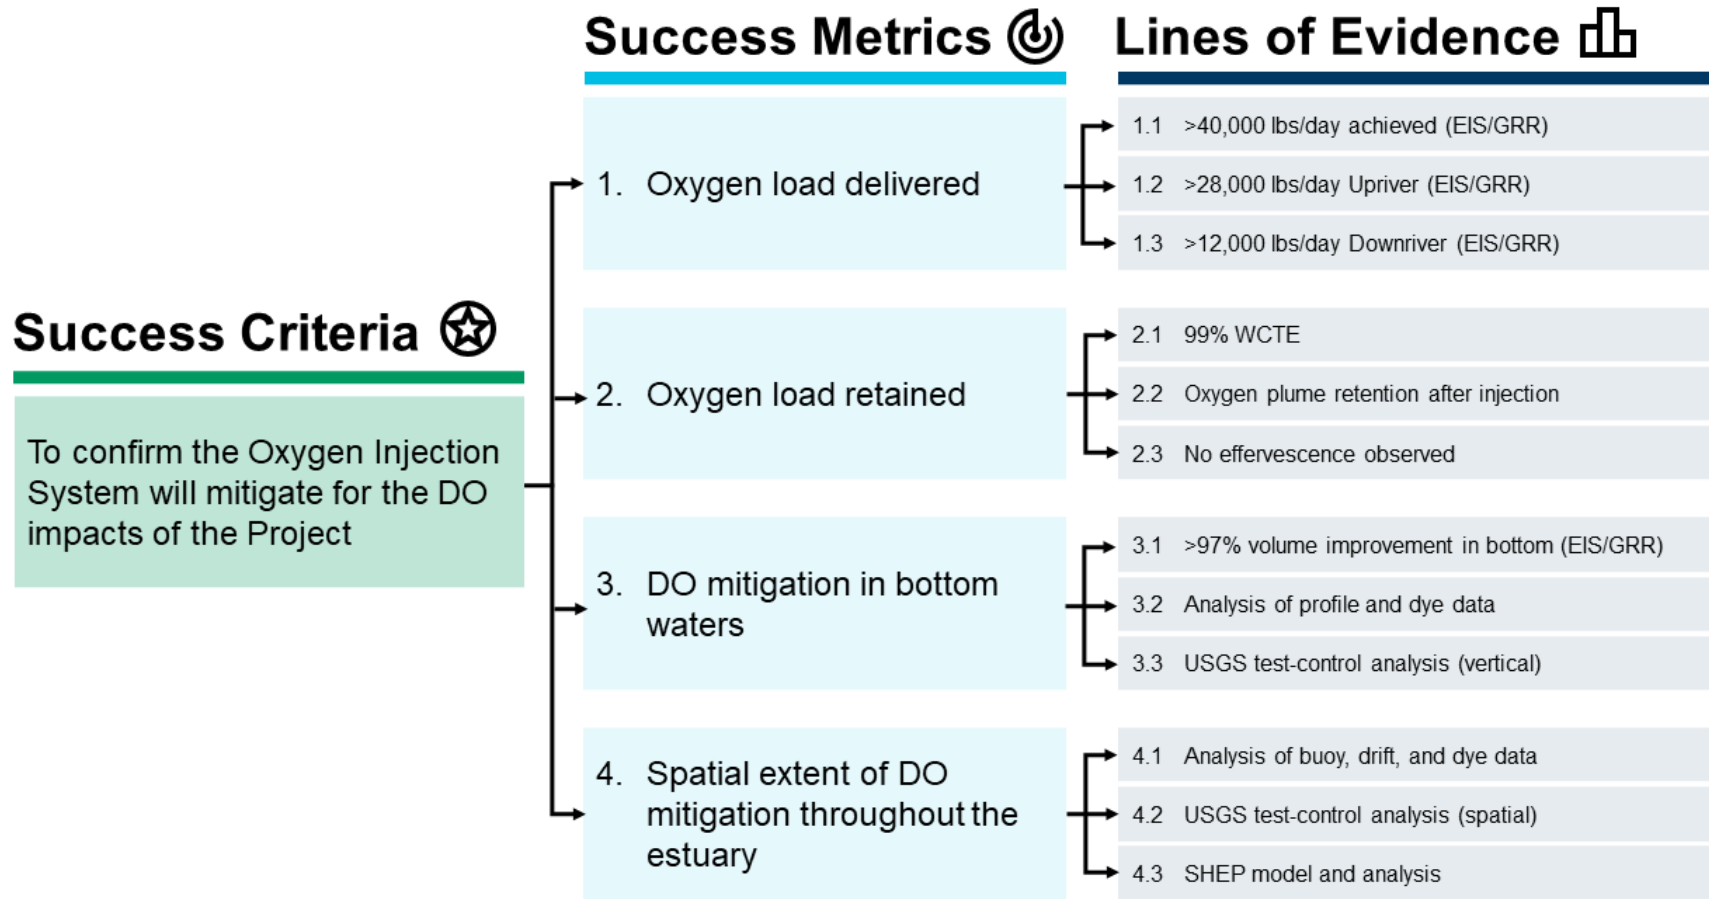 Success Criteria
To confirm the Oxygen Injection
System will mitigate for the DO
impacts of the Project
Success Metrics
1. Oxygen load delivered
2. Oxygen load retained
3. DO mitigation in bottom
waters
4. Spatial extent of DO
mitigation throughout the
estuary
Lines of Evidence
1.1 >40,000 lbs/day achieved (EIS/GRR)
1.2 >28,000 lbs/day Upriver (EIS/GRR)
1.3 >12,000 lbs/day Downriver (EIS/GRR)
2.1 99% WCTE
2.2 Oxygen plume retention after injection
2.3 No effervescence observed
3.1 >97% volume improvement in bottom (EIS/GRR)
3.2 Analysis of profile and dye data
3.3 USGS test-control analysis (vertical)
4.1 Analysis of buoy, drift, and dye data
4.2 USGS test-control analysis (spatial)
4.3 SHEP model and analysis